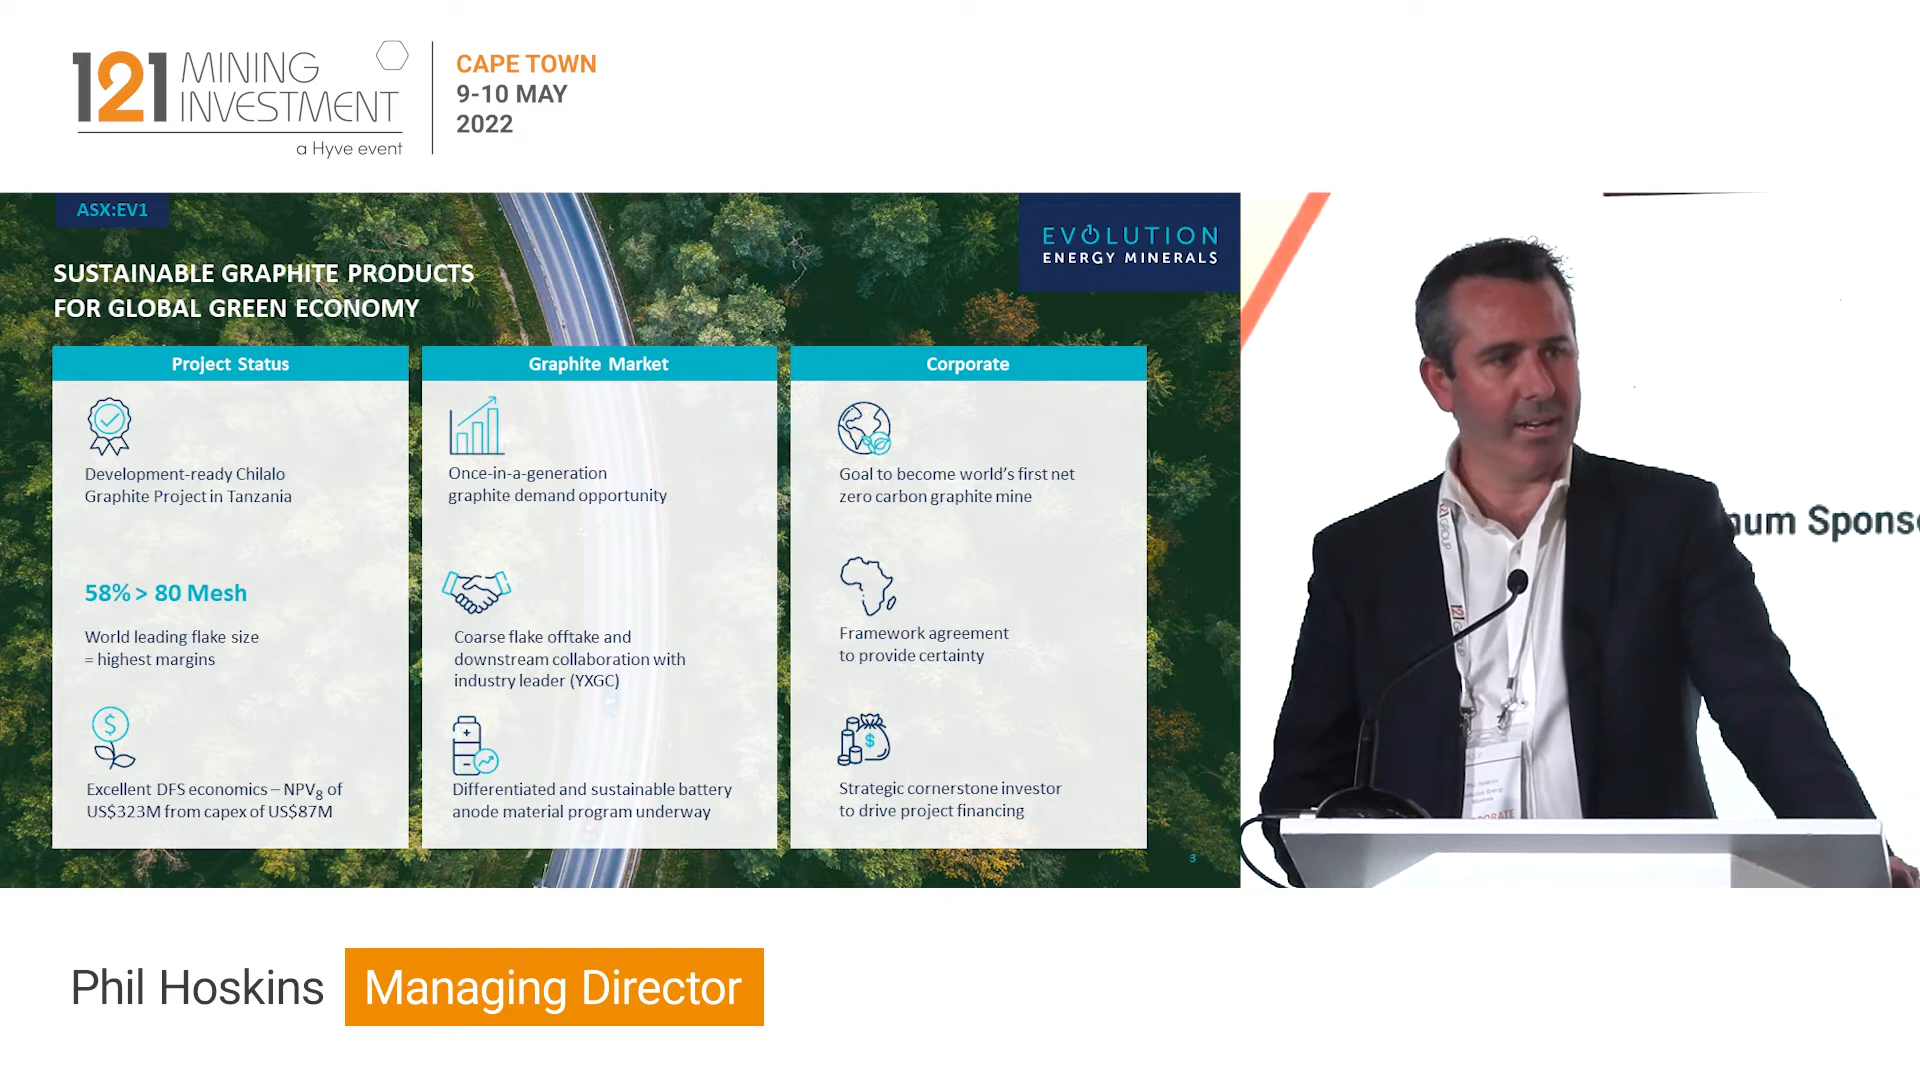 121 MINING
INVESTMENT
a Hyve event
CAPE TOWN
9-10 MAY
2022
ASX:EV1
EVOLUTION
ENERGY MINERALS
SUSTAINABLE GRAPHITE PRODUCTS
FOR GLOBAL GREEN ECONOMY
Project Status
Development-ready Chilalo
Graphite Project in Tanzania
58% > 80 Mesh
World leading flake size
= highest margins
$
Excellent DFS economics – NPV8 of
US$323M from capex of US$87M
Graphite Market
Once-in-a-generation
graphite demand opportunity
Coarse flake offtake and
downstream collaboration with
industry leader (YXGC)
Differentiated and sustainable battery
anode material program underway
Corporate
Goal to become world's first net
zero carbon graphite mine
Framework agreement
to provide certainty
$
Strategic cornerstone investor
to drive project financing
3
121 GROUP
121 GROUP
Phil Hoskins
Managing Director